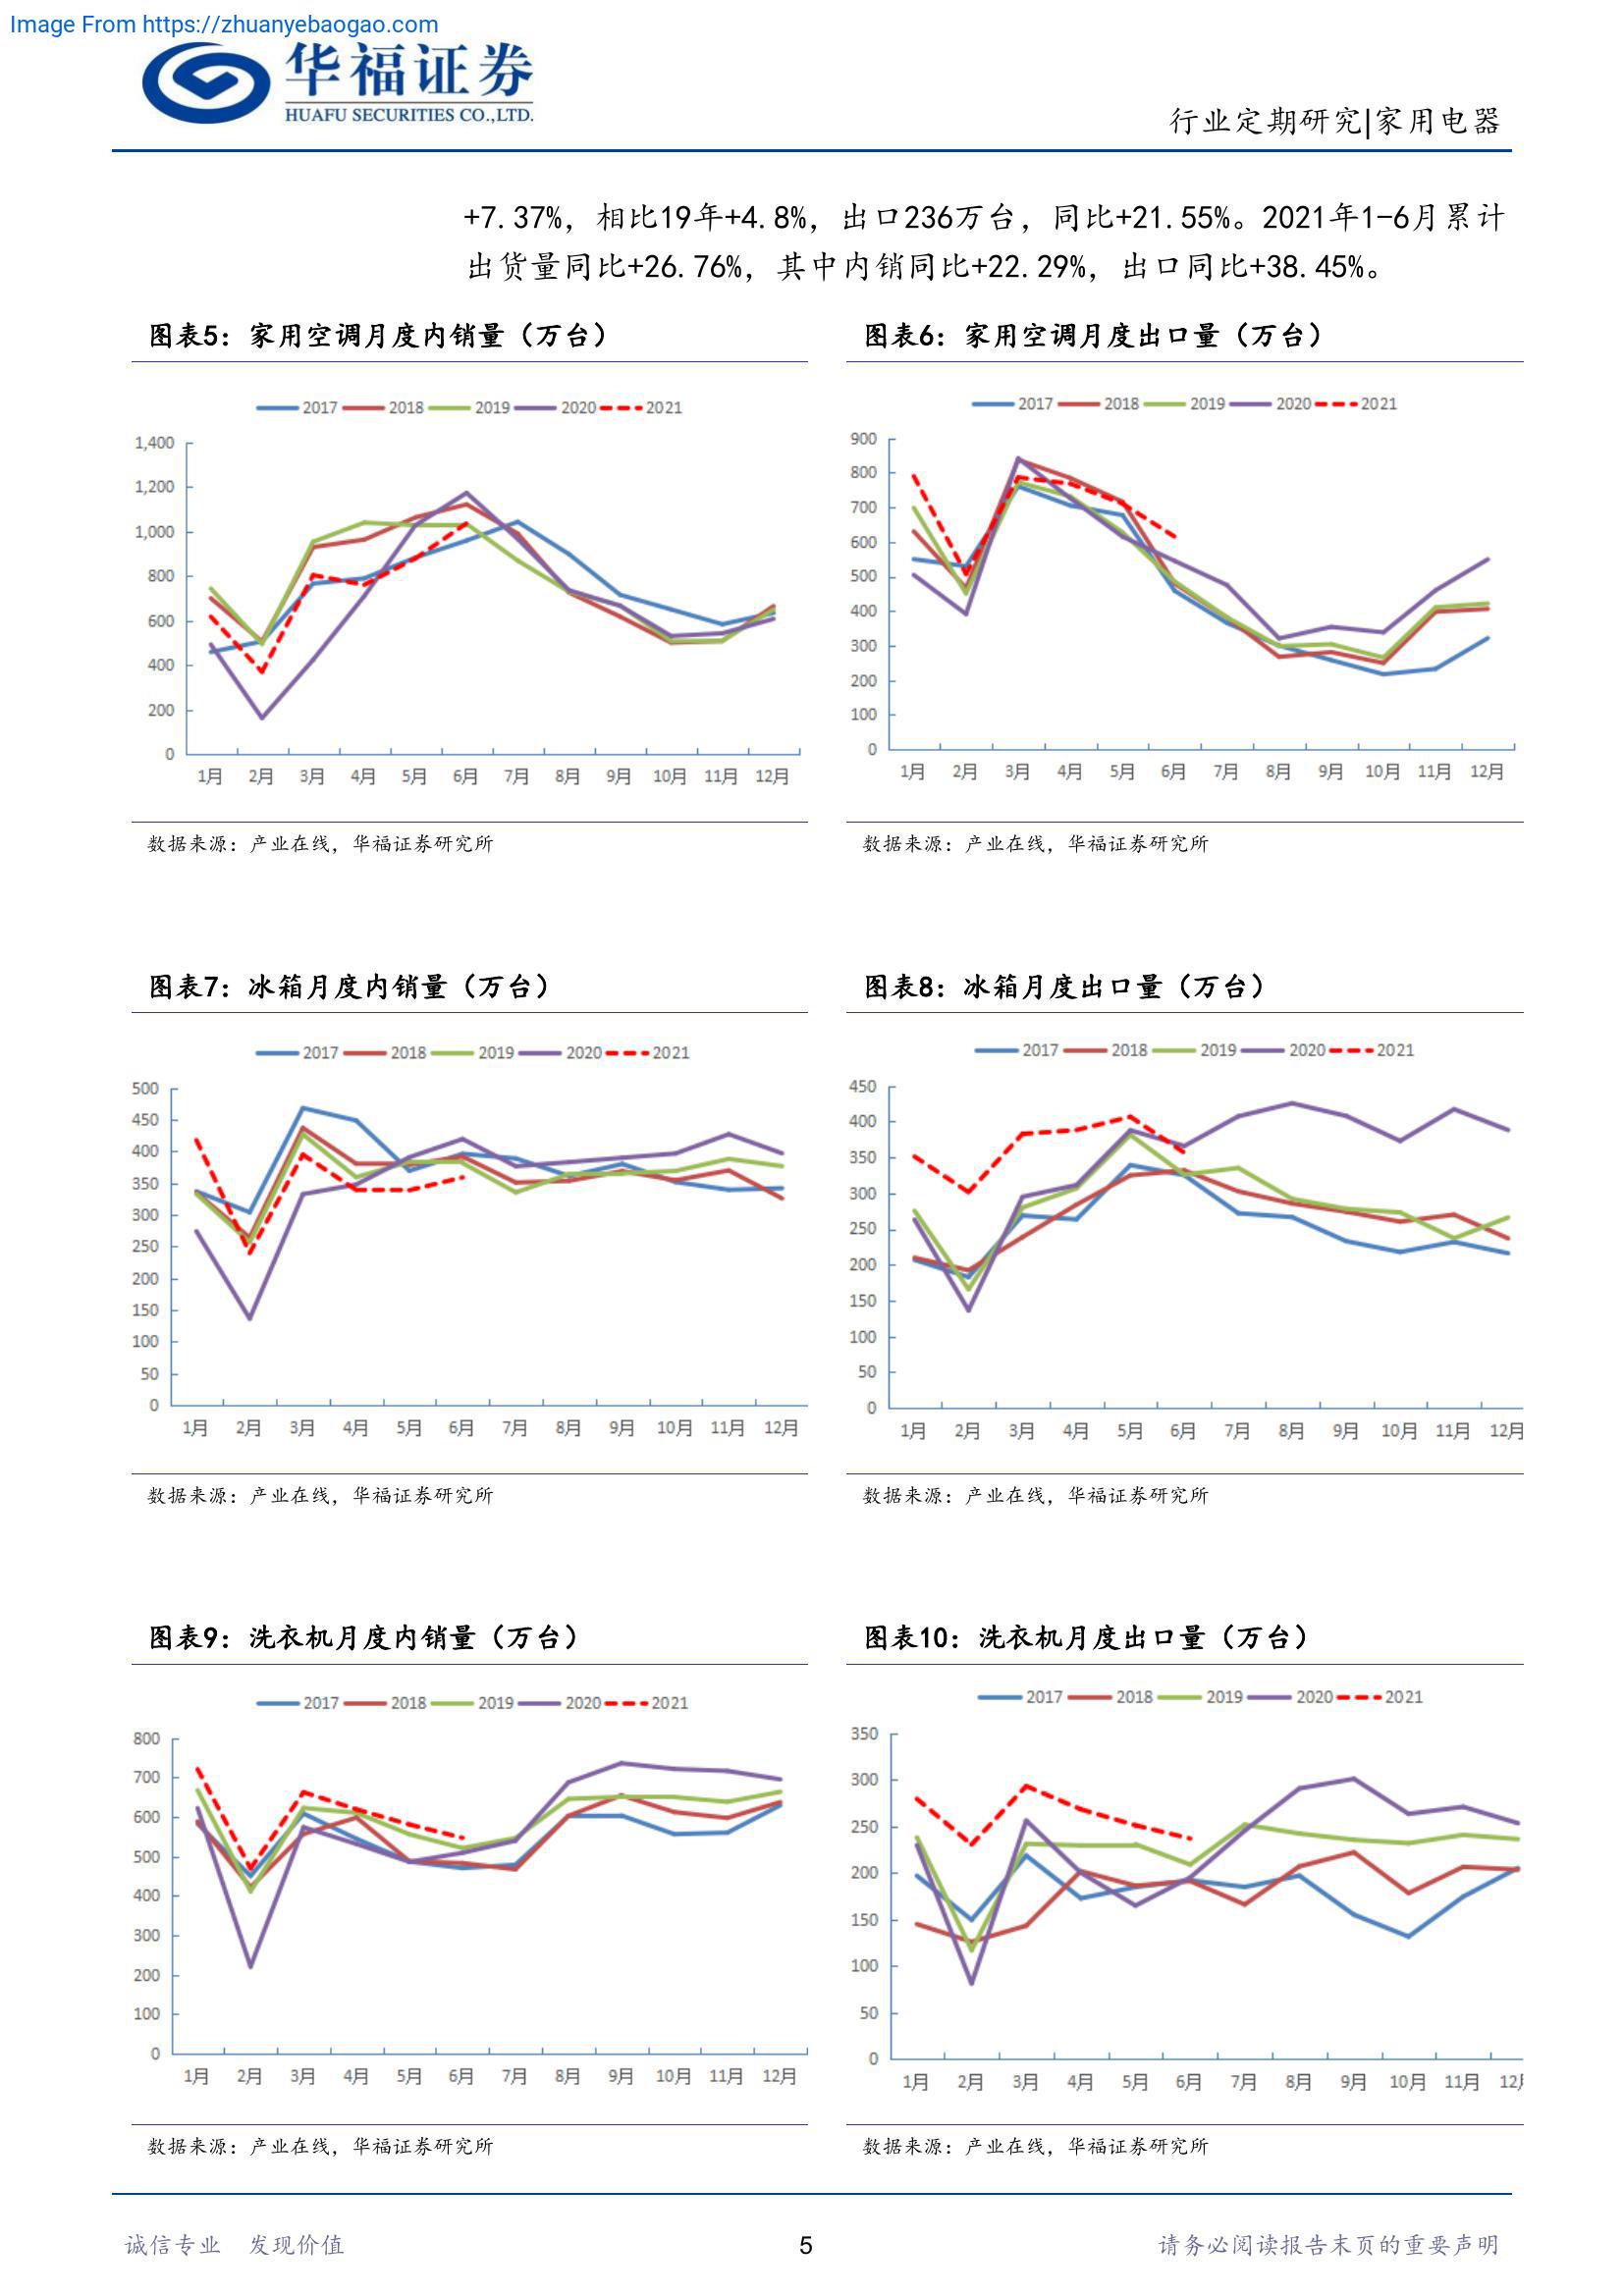 Image From https://zhuanyebaogao.com
华福证券
HUAFU SECURITIES CO.,LTD.
行业定期研究|家用电器
+7.37%，相比19年+4.8%，出口236万台，同比+21.55%。2021年1-6月累计
出货量同比+26.76%，其中内销同比+22.29%，出口同比+38.45%。
图表5：家用空调月度内销量（万台）
2017 2018 2019 2020 2021
1,400
1,200
1,000
800
600
400
200
0
1月 2月 3月 4月 5月 6月 7月 8月 9月 10月 11月 12月
数据来源：产业在线，华福证券研究所
图表6：家用空调月度出口量（万台）
2017 2018 2019 2020 2021
900
800
700
600
500
400
300
200
100
0
1月 2月 3月 4月 5月 6月 7月 8月 9月 10月 11月 12月
数据来源：产业在线，华福证券研究所
图表7：冰箱月度内销量（万台）
2017 2018 2019 2020 2021
500
450
400
350
300
250
200
150
100
50
0
1月 2月 3月 4月 5月 6月 7月 8月 9月 10月 11月 12月
数据来源：产业在线，华福证券研究所
图表8：冰箱月度出口量（万台）
2017 2018 2019 2020 2021
450
400
350
300
250
200
150
100
50
0
1月 2月 3月 4月 5月 6月 7月 8月 9月 10月 11月 12月
数据来源：产业在线，华福证券研究所
图表9：洗衣机月度内销量（万台）
2017 2018 2019 2020 2021
800
700
600
500
400
300
200
100
0
1月 2月 3月 4月 5月 6月 7月 8月 9月 10月 11月 12月
数据来源：产业在线，华福证券研究所
图表10：洗衣机月度出口量（万台）
2017 2018 2019 2020 2021
350
300
250
200
150
100
50
0
1月 2月 3月 4月 5月 6月 7月 8月 9月 10月 11月 12
数据来源：产业在线，华福证券研究所
诚信专业 发现价值
5
请务必阅读报告末页的重要声明